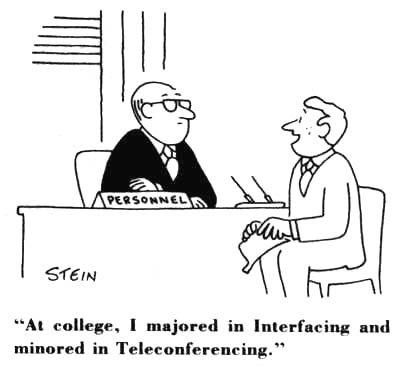 PERSONNEL
STEIN
“At college, I majored in Interfacing and
minored in Teleconferencing.”